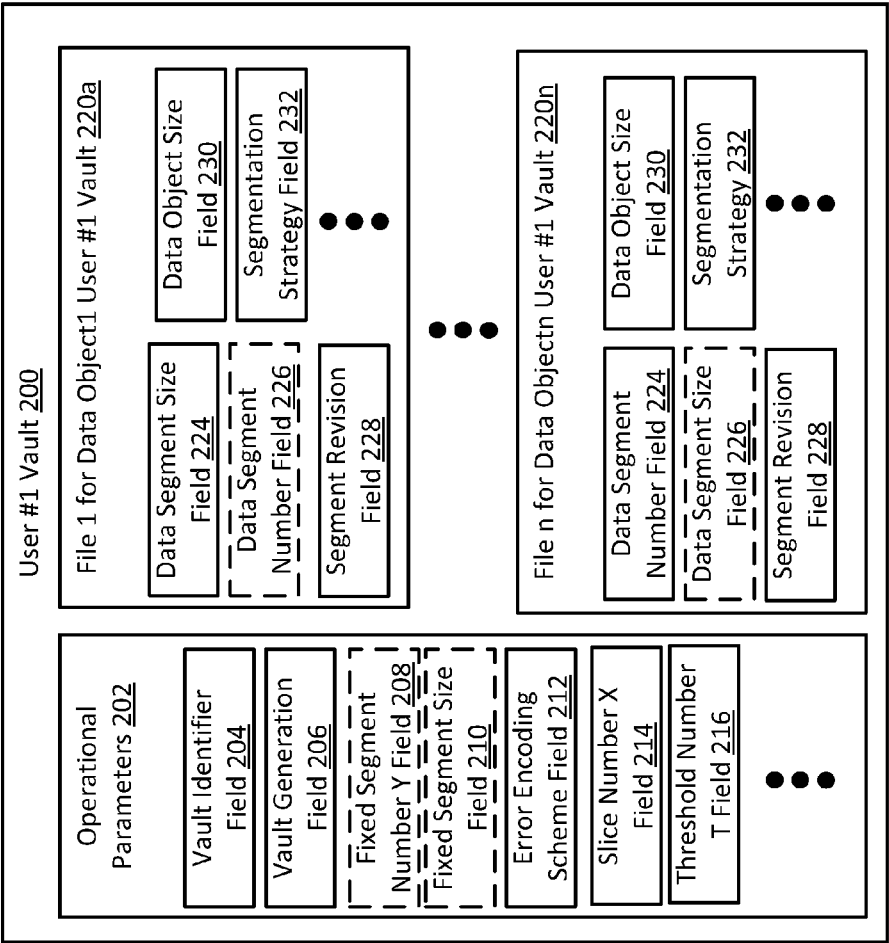 User #1 Vault 200
Operational
Parameters 202
Vault Identifier
Field 204
Vault Generation
Field 206
Fixed Segment
Number Y Field 208
Fixed Segment Size
Field 210
Error Encoding
Scheme Field 212
Slice Number X
Field 214
Threshold Number
T Field 216
File 1 for Data Object1 User #1 Vault 220a
Data Segment Size
Field 224
Data Segment
Number Field 226
Segment Revision
Field 228
Data Object Size
Field 230
Segmentation
Strategy Field 232
File n for Data Objectn User #1 Vault 220n
Data Segment
Number Field 224
Data Segment Size
Field 226
Segment Revision
Field 228
Data Object Size
Field 230
Segmentation
Strategy 232